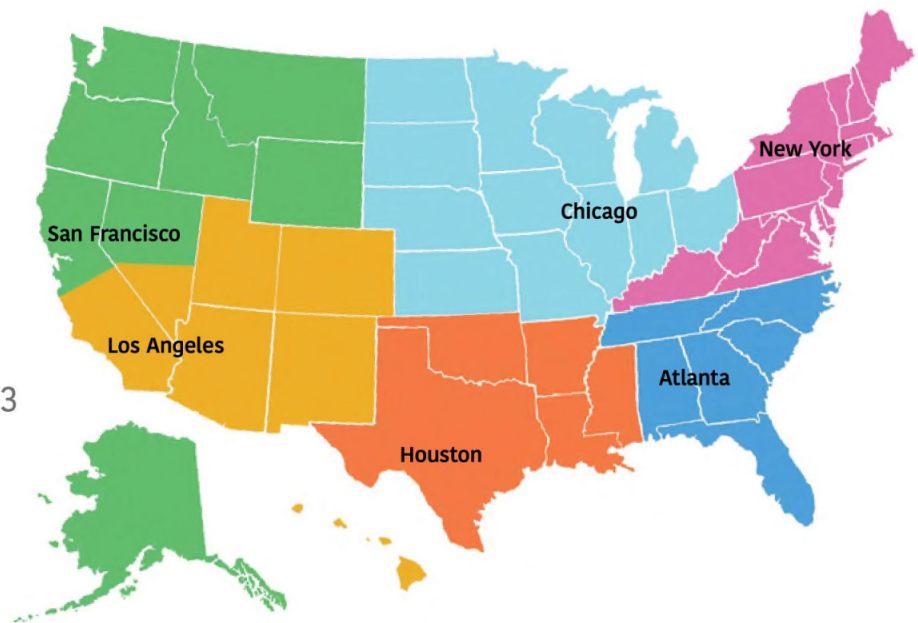 New York
Chicago
San Francisco
Los Angeles
Atlanta
3
Houston